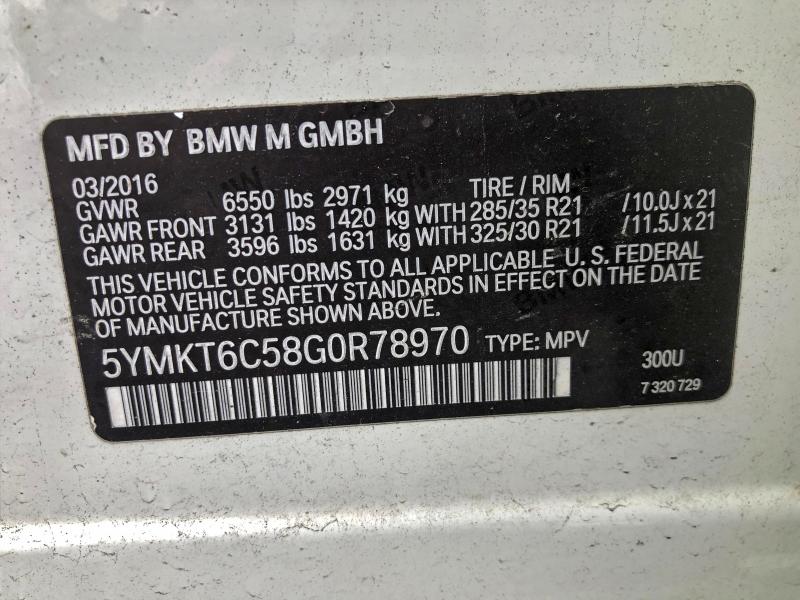 MFD BY BMW M GMBH
03/2016 TIRE / RIM
GVWR 6550 lbs 2971 kg
GAWR FRONT 3131 lbs 1420 kg WITH 285/35 R21 /10.0J x 21
GAWR REAR 3596 lbs 1631 kg WITH 325/30 R21 /11.5J x 21
THIS VEHICLE CONFORMS TO ALL APPLICABLE U. S. FEDERAL
MOTOR VEHICLE SAFETY STANDARDS IN EFFECT ON THE DATE
OF MANUFACTURE SHOWN ABOVE.
5YMKT6C58G0R78970 TYPE: MPV 300U
7 320 729